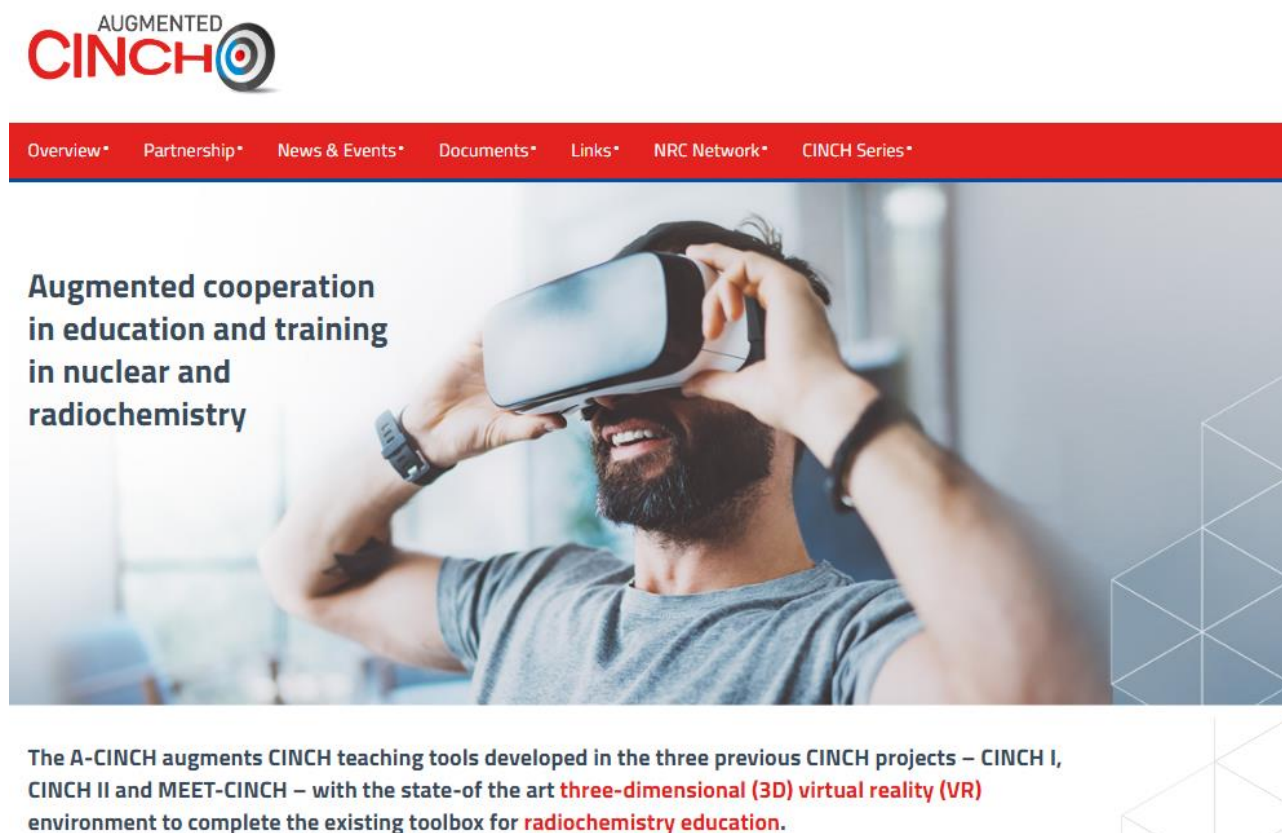 AUGMENTED
CINCH
Overview
Partnership
News & Events
Documents
Links
NRC Network
CINCH Series
Augmented cooperation
in education and training
in nuclear and
radiochemistry
The A-CINCH augments CINCH teaching tools developed in the three previous CINCH projects – CINCH I,
CINCH II and MEET-CINCH – with the state-of the art three-dimensional (3D) virtual reality (VR)
environment to complete the existing toolbox for radiochemistry education.